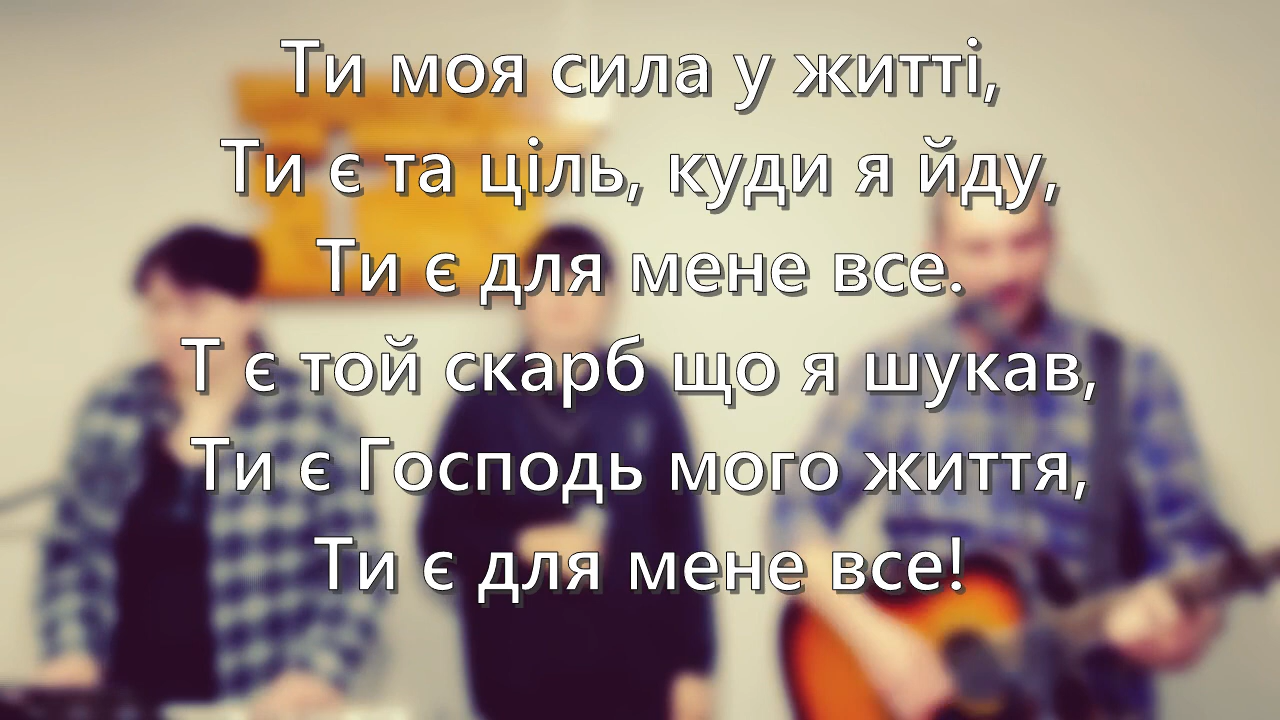 Ти моя сила у житті,
Ти є та ціль, куди я йду,
Ти є для мене все.
Т є той скарб що я шукав,
Ти є Господь мого життя,
Ти є для мене все!